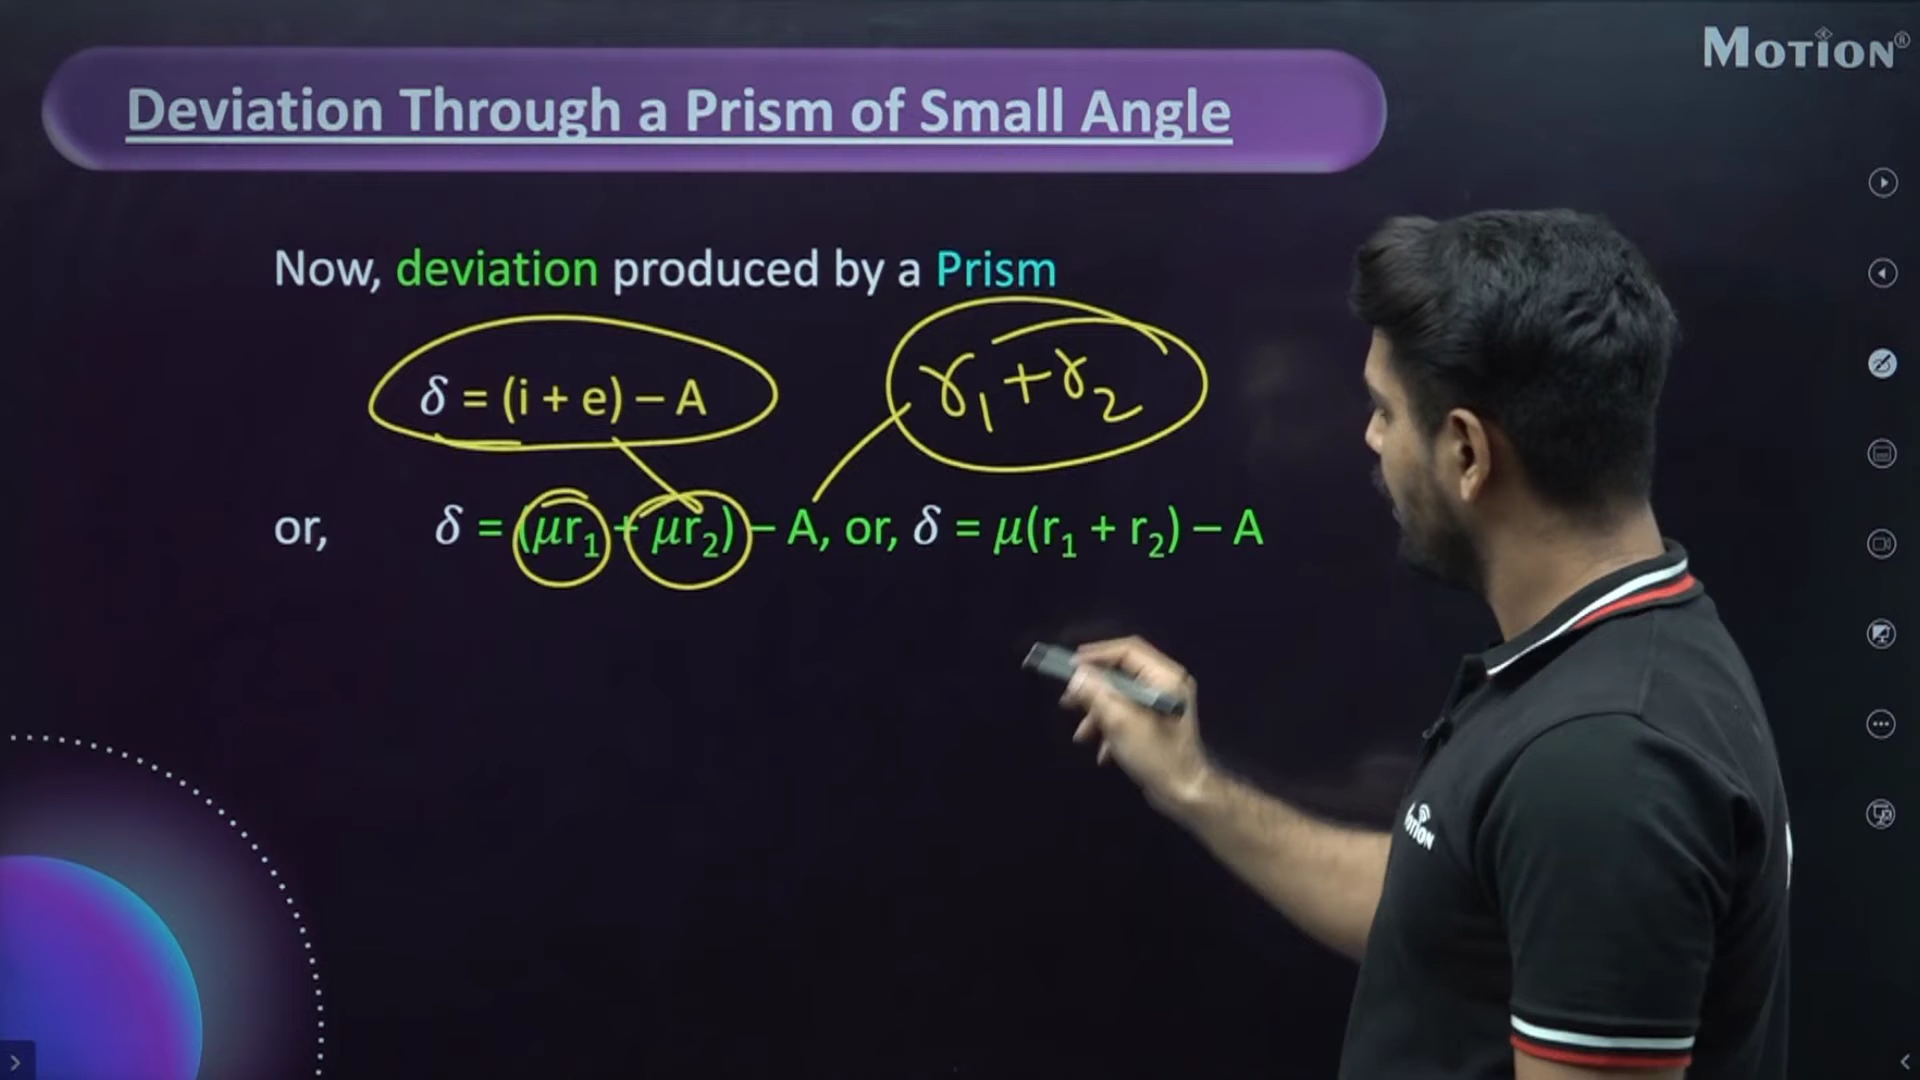 MOTION®
Deviation Through a Prism of Small Angle
Now, deviation produced by a Prism
δ = (i + e) – A
r₁ + r₂
or, δ = (μr₁ + μr₂) – A, or, δ = μ(r₁ + r₂) – A
MOTION